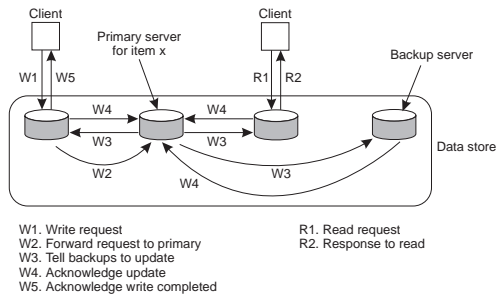 Client
Client
Primary server
for item x
Backup server
W1
W5
R1
R2
W4
W4
W3
W3
W2
W3
W4
Data store
W1. Write request
W2. Forward request to primary
W3. Tell backups to update
W4. Acknowledge update
W5. Acknowledge write completed
R1. Read request
R2. Response to read